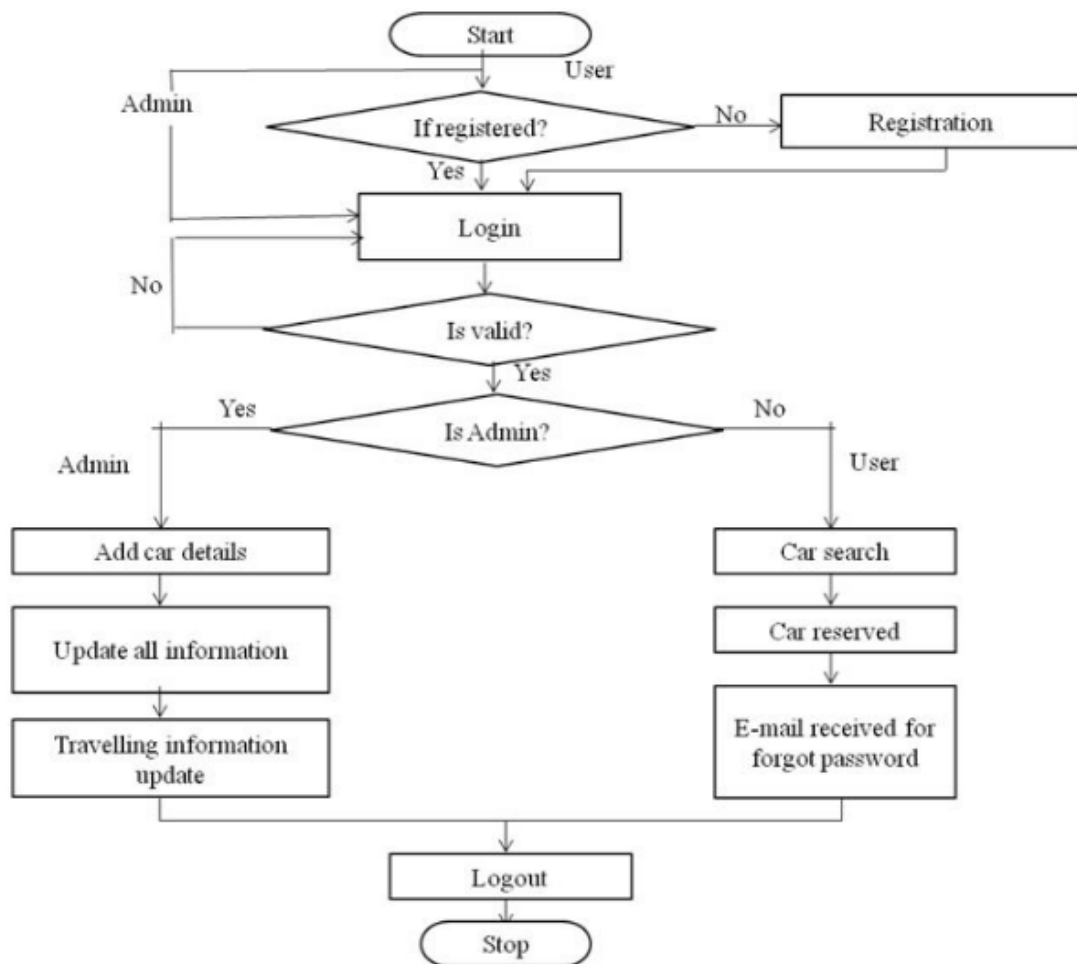 Start
User
Admin
If registered?
No
Registration
Yes
Login
No
Is valid?
Yes
Yes
Is Admin?
No
Admin
User
Add car details
Car search
Update all information
Car reserved
Travelling information
update
E-mail received for
forgot password
Logout
Stop